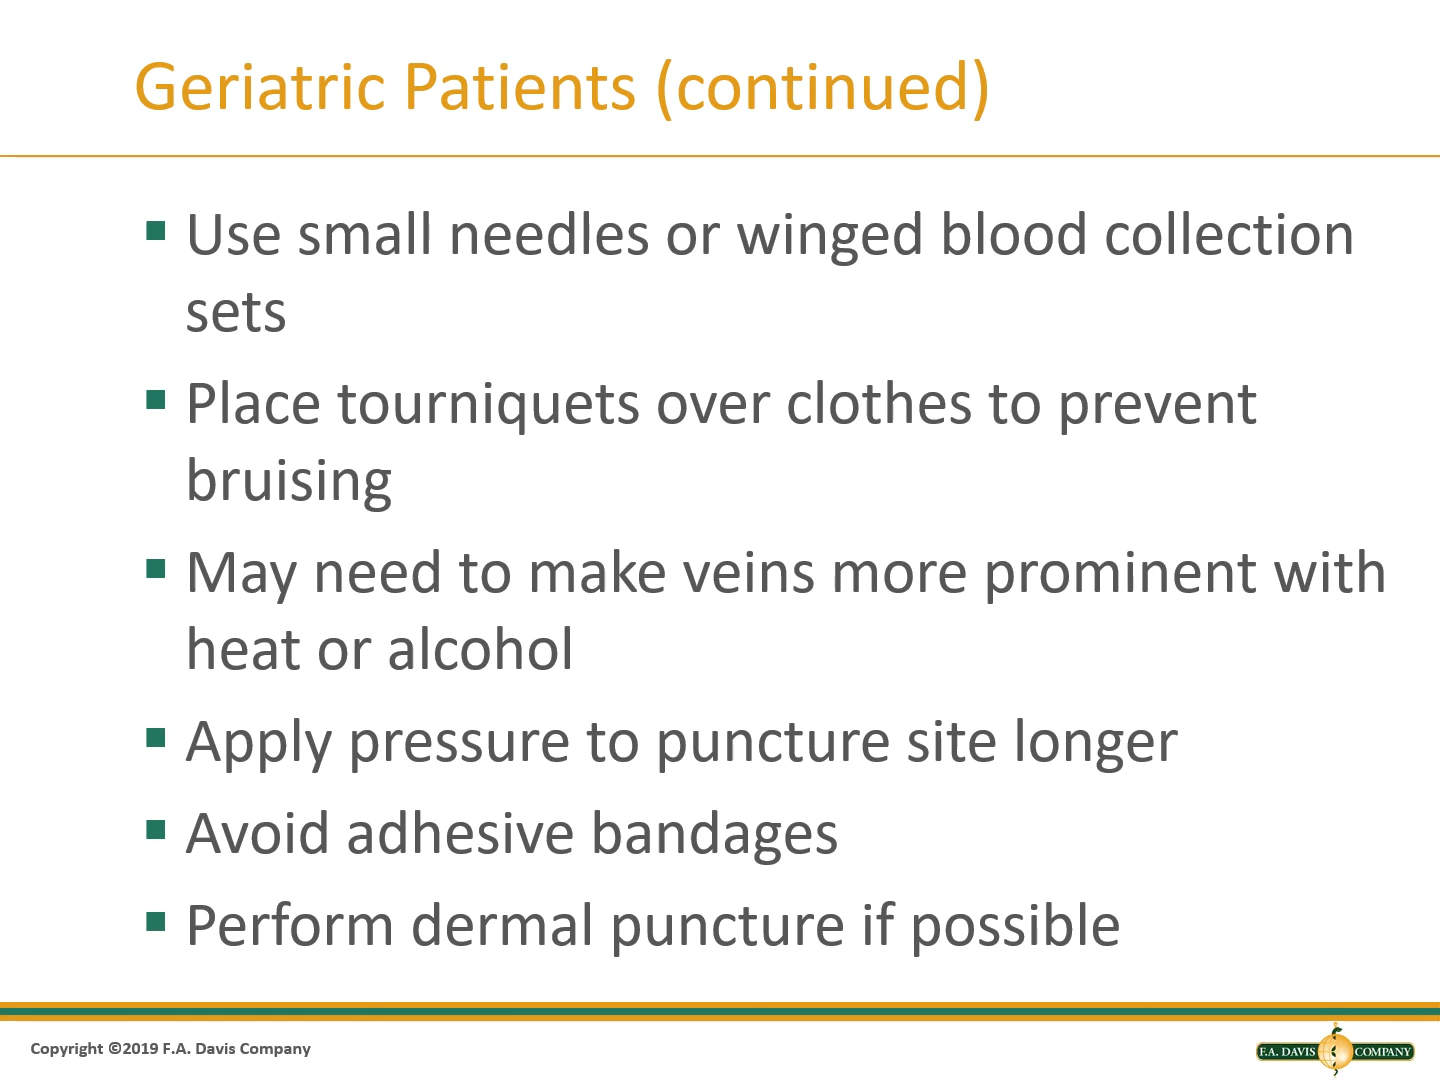 Geriatric Patients (continued)
▪ Use small needles or winged blood collection
sets
▪ Place tourniquets over clothes to prevent
bruising
▪ May need to make veins more prominent with
heat or alcohol
▪ Apply pressure to puncture site longer
▪ Avoid adhesive bandages
▪ Perform dermal puncture if possible
Copyright ©2019 F.A. Davis Company
F.A. DAVIS COMPANY